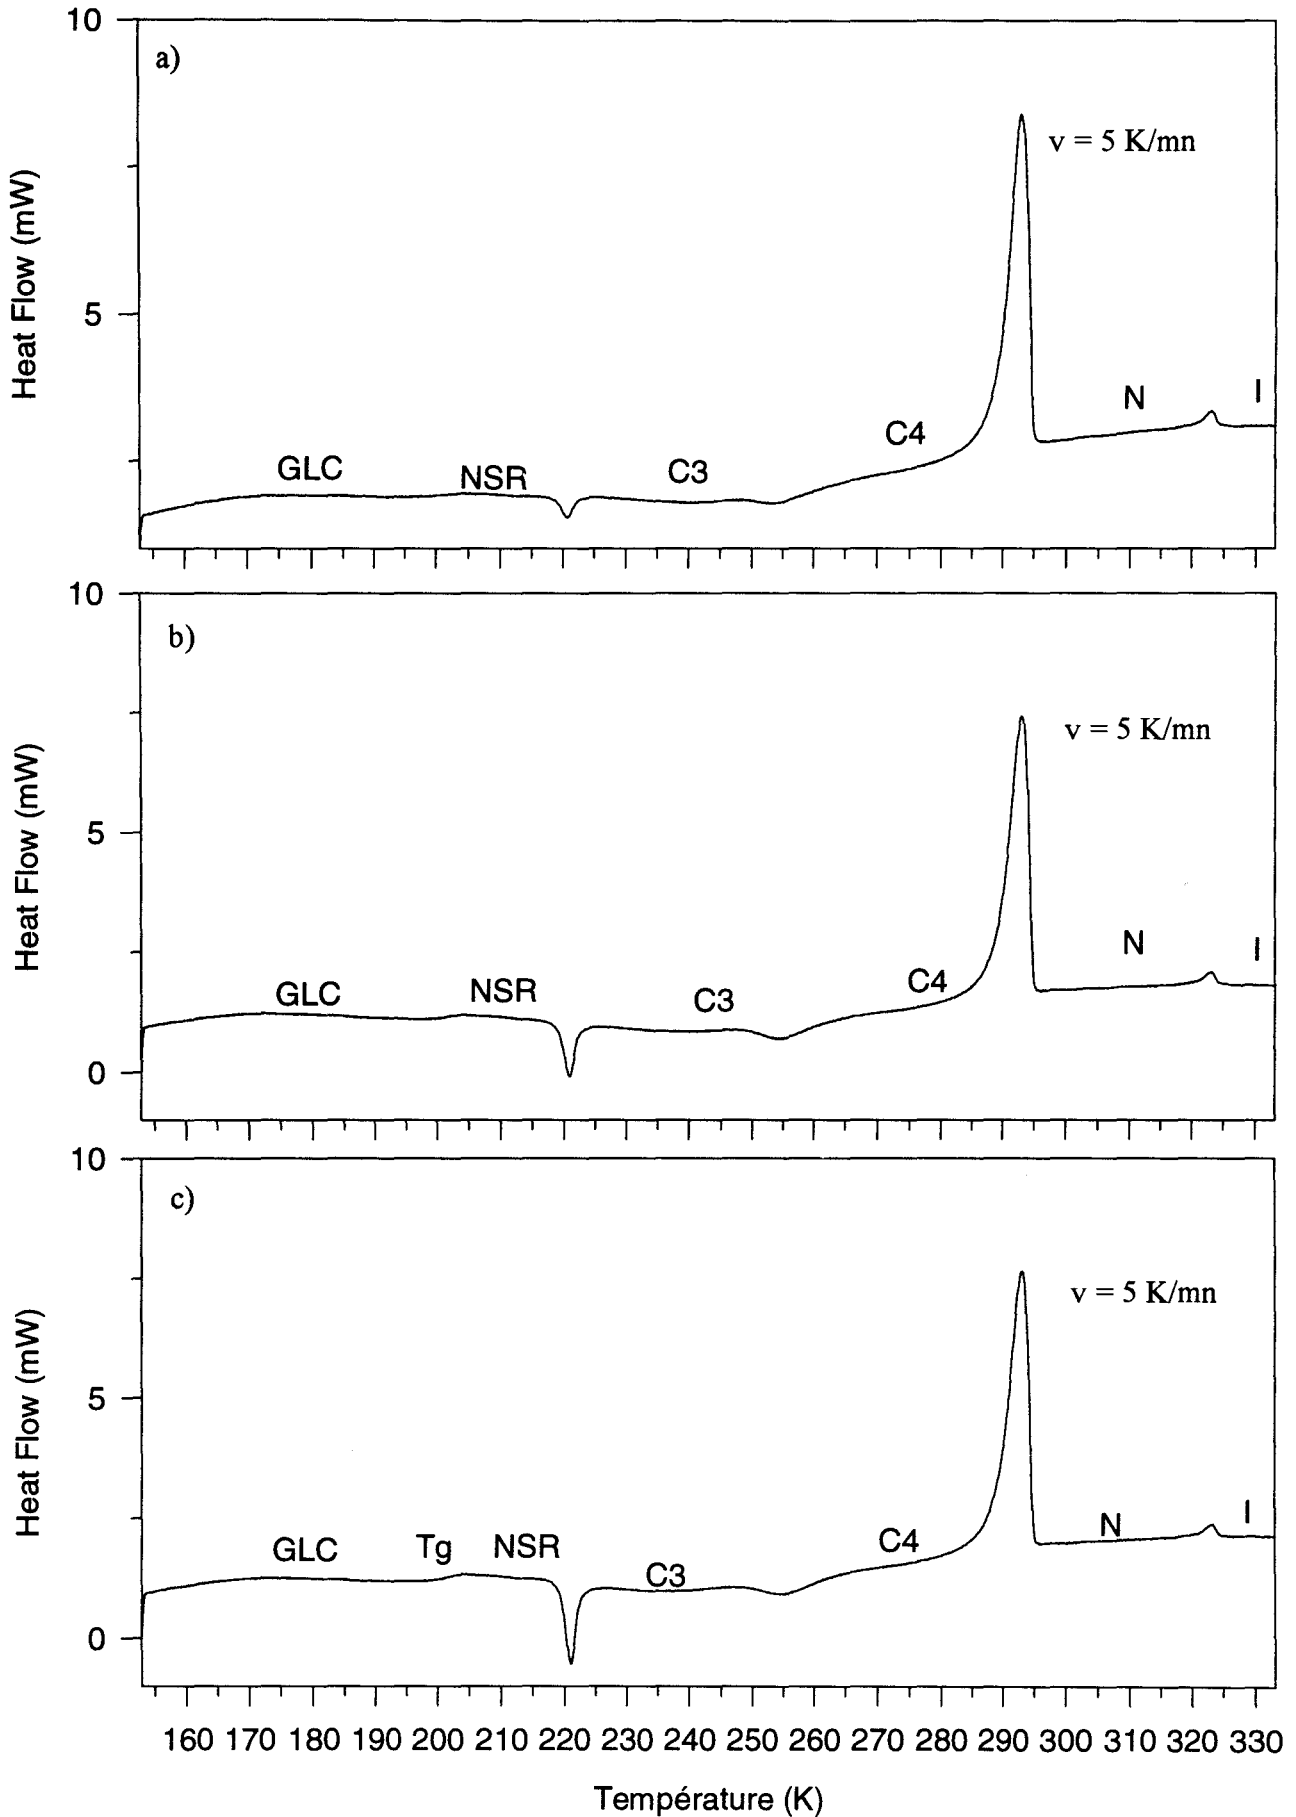 10
a)
v = 5 K/mn
Heat Flow (mW)
5
GLC
NSR
C3
C4
N
I
10
b)
v = 5 K/mn
Heat Flow (mW)
5
GLC
NSR
C3
C4
N
I
0
10
c)
v = 5 K/mn
Heat Flow (mW)
5
GLC
Tg
NSR
C3
C4
N
I
0
160 170 180 190 200 210 220 230 240 250 260 270 280 290 300 310 320 330
Température (K)